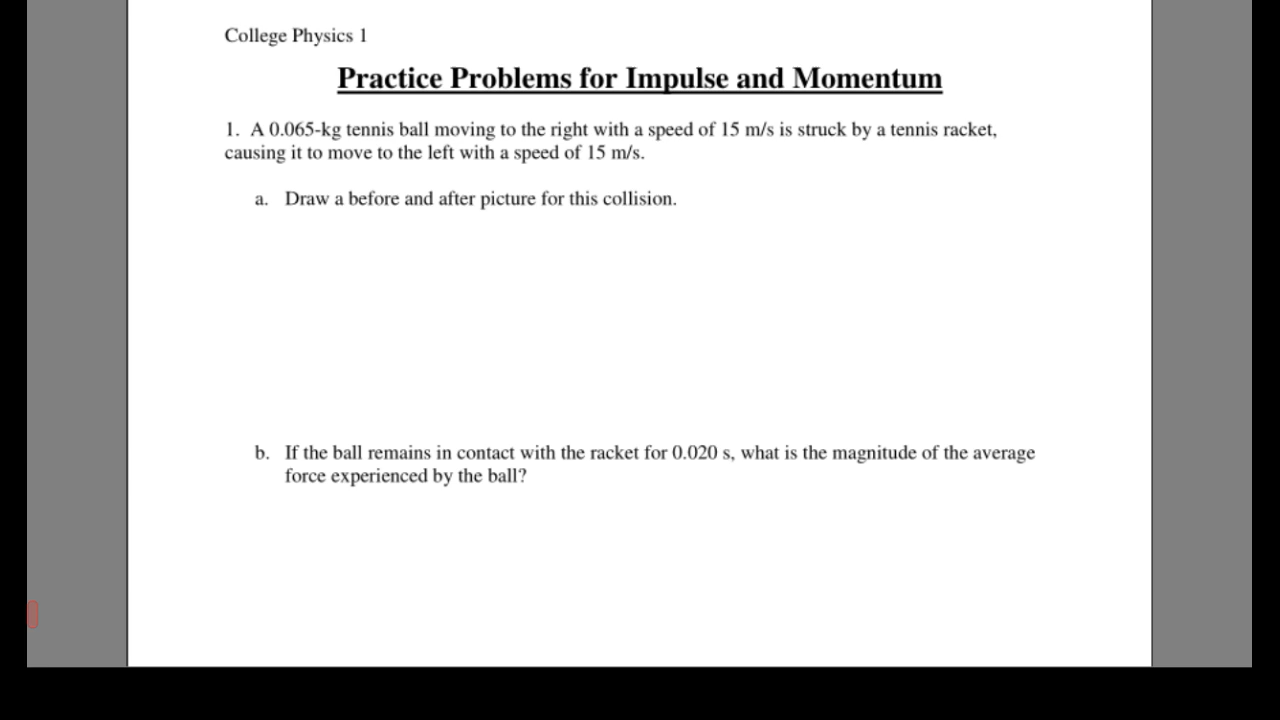 College Physics 1
Practice Problems for Impulse and Momentum
1. A 0.065-kg tennis ball moving to the right with a speed of 15 m/s is struck by a tennis racket,
causing it to move to the left with a speed of 15 m/s.
a. Draw a before and after picture for this collision.
b. If the ball remains in contact with the racket for 0.020 s, what is the magnitude of the average
force experienced by the ball?